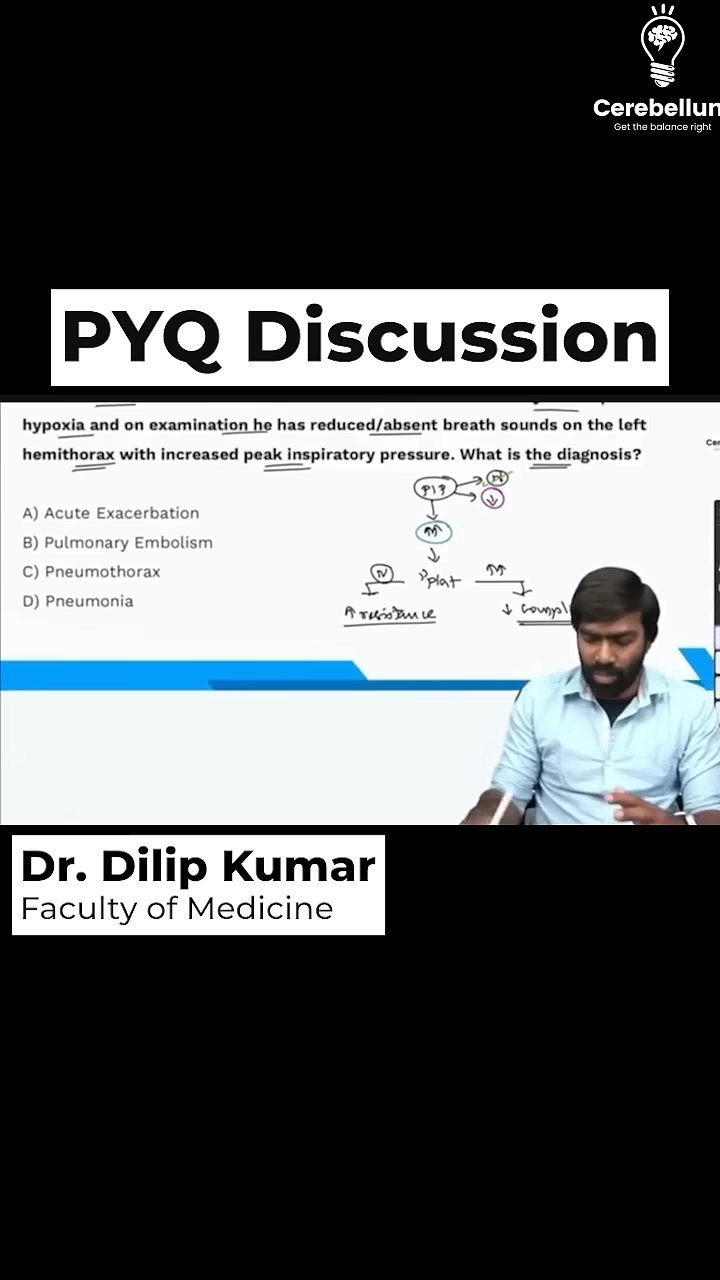 Cerebellum
Get the balance right
PYQ Discussion
hypoxia and on examination he has reduced/absent breath sounds on the left
hemithorax with increased peak inspiratory pressure. What is the diagnosis?
Cer
A) Acute Exacerbation
B) Pulmonary Embolism
C) Pneumothorax
D) Pneumonia
PIP
N
↓
↑↑
N
Pplat
↑↑
↑ resistance
↓ Compl
Dr. Dilip Kumar
Faculty of Medicine